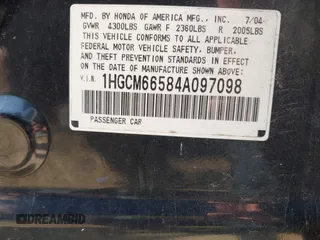 MFD. BY HONDA OF AMERICA MFG., INC. 7/04
GVWR 4300LBS GAWR F 2360LBS R 2005LBS
THIS VEHICLE CONFORMS TO ALL APPLICABLE
FEDERAL MOTOR VEHICLE SAFETY, BUMPER,
AND THEFT PREVENTION STANDARDS IN EFFECT
ON THE DATE OF MANUFACTURE SHOWN ABOVE.
V.I.N. 1HGCM66584A097098
PASSENGER CAR
DREAMBID